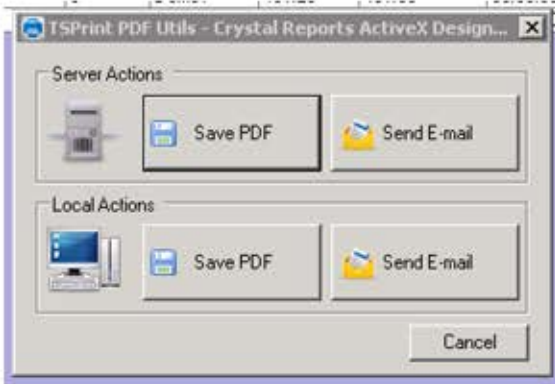 TSPrint PDF Utils - Crystal Reports ActiveX Design...
Server Actions
Save PDF
Send E-mail
Local Actions
Save PDF
Send E-mail
Cancel